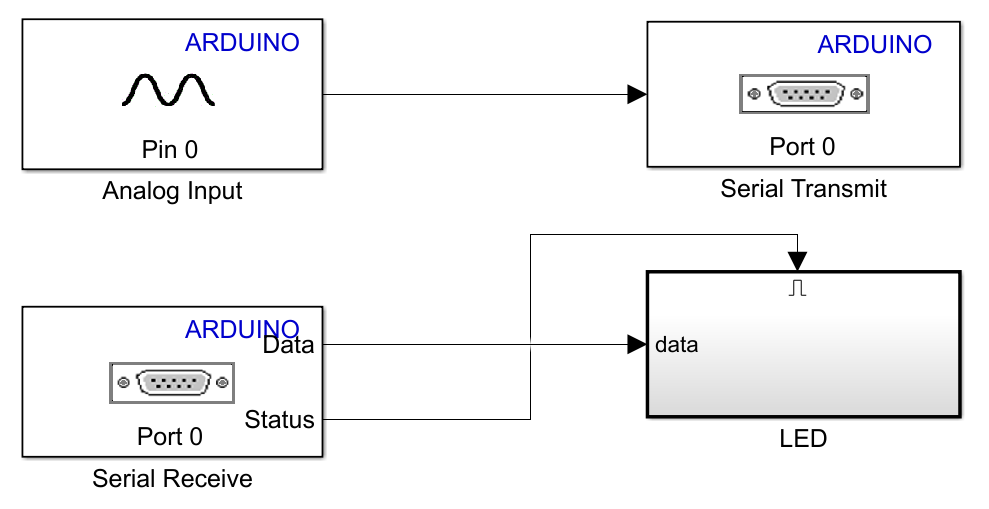 ARDUINO
Pin 0
Analog Input
ARDUINO
Port 0
Serial Transmit
ARDUINO
Data
Status
Port 0
Serial Receive
data
LED